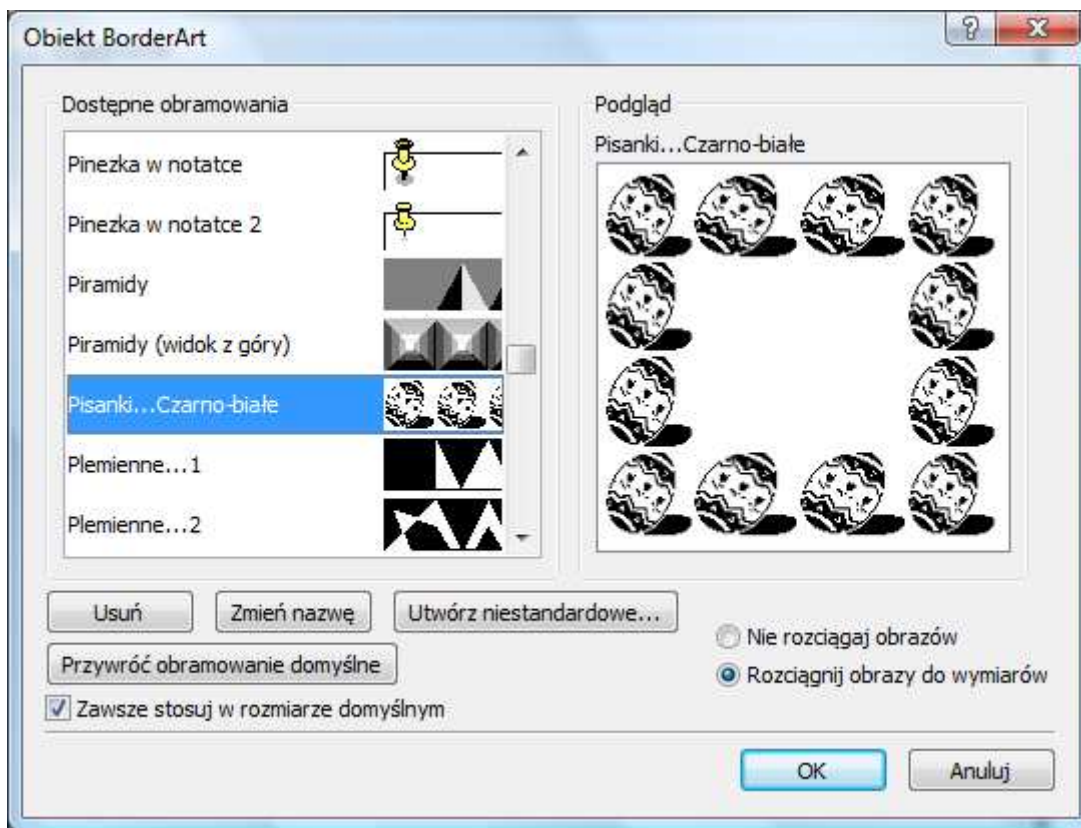 Obiekt BorderArt
Dostępne obramowania
Pinezka w notatce
Pinezka w notatce 2
Piramidy
Piramidy (widok z góry)
Pisanki...Czarno-białe
Plemienne...1
Plemienne...2
Podgląd
Pisanki...Czarno-białe
Usuń
Zmień nazwę
Utwórz niestandardowe...
Przywróć obramowanie domyślne
Zawsze stosuj w rozmiarze domyślnym
Nie rozciągaj obrazów
Rozciągnij obrazy do wymiarów
OK
Anuluj